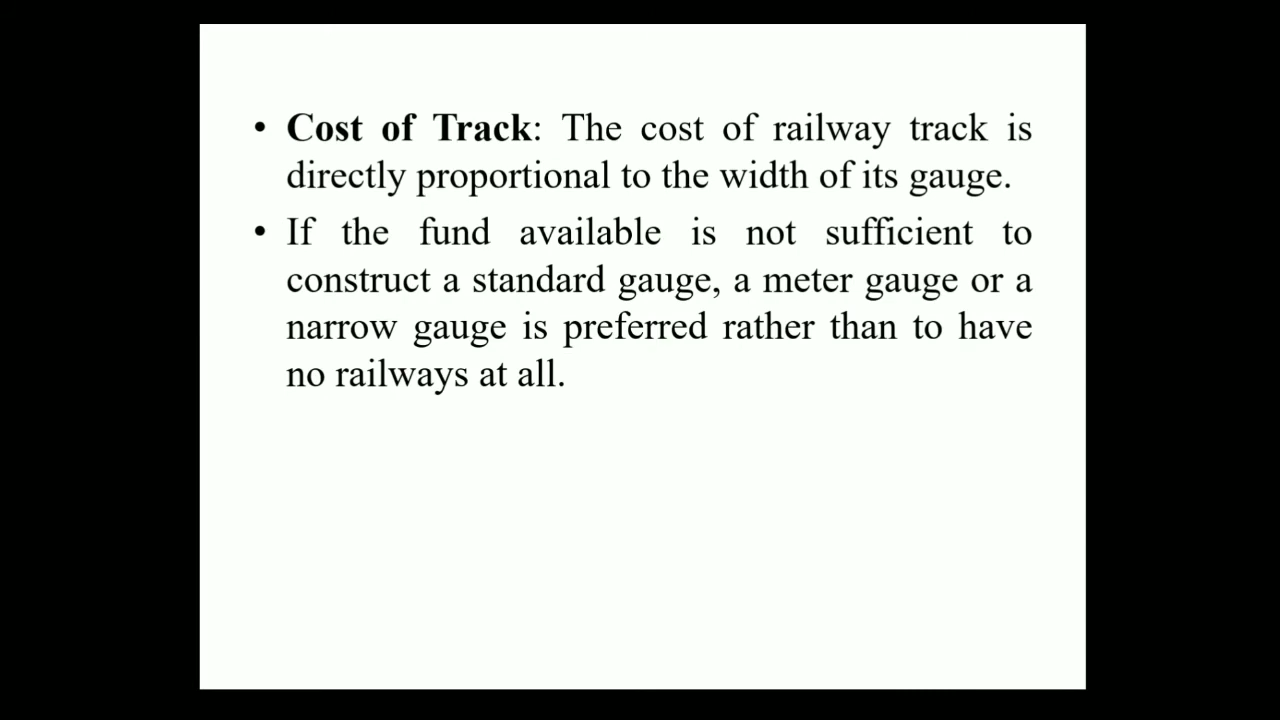 • Cost of Track: The cost of railway track is
directly proportional to the width of its gauge.
• If the fund available is not sufficient to
construct a standard gauge, a meter gauge or a
narrow gauge is preferred rather than to have
no railways at all.